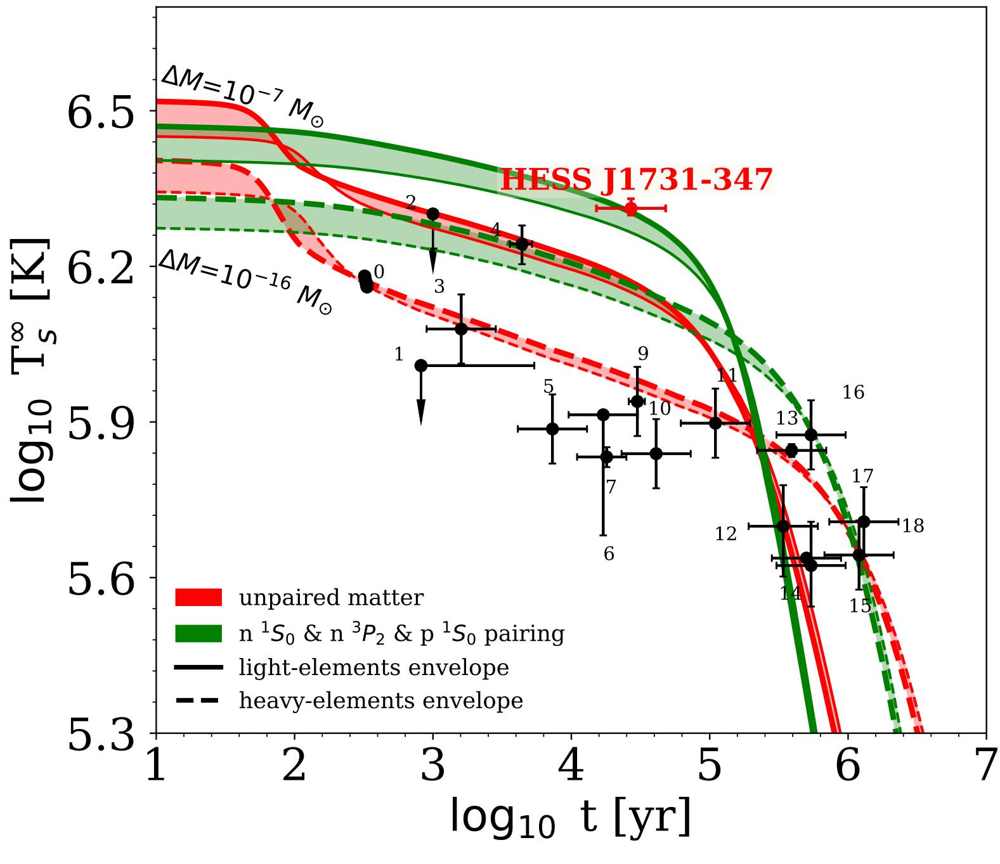 ΔM=10⁻⁷ M⊙
6.5
HESS J1731-347
2
4
6.2
ΔM=10⁻¹⁶ M⊙
0
3
1
9
11
5
10
16
13
5.9
7
17
12
18
6
14
15
5.6
unpaired matter
n ¹S₀ & n ³P₂ & p ¹S₀ pairing
light-elements envelope
heavy-elements envelope
5.3
log₁₀ Tₛ^∞ [K]
1 2 3 4 5 6 7
log₁₀ t [yr]